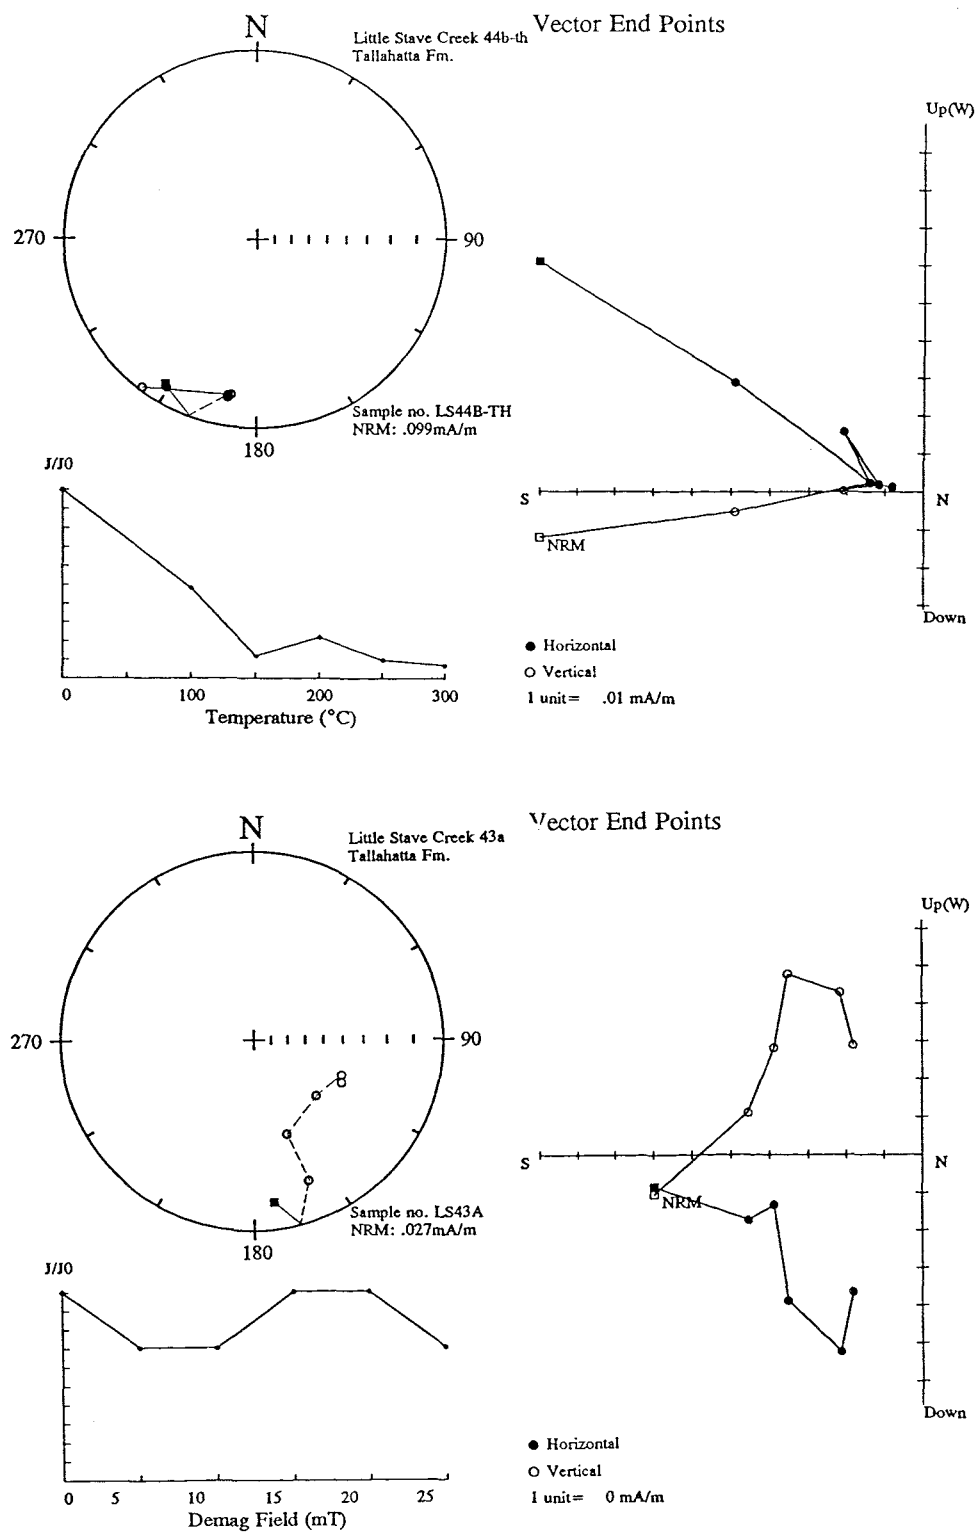 N
Little Stave Creek 44b-th
Tallahatta Fm.
Vector End Points
Up(W)
270
90
Sample no. LS44B-TH
NRM: .099mA/m
180
J/J0
S
N
NRM
Down
● Horizontal
○ Vertical
1 unit= .01 mA/m
0 100 200 300
Temperature (°C)
N
Little Stave Creek 43a
Tallahatta Fm.
Vector End Points
Up(W)
270
90
S
N
NRM
Sample no. LS43A
NRM: .027mA/m
180
J/J0
Down
● Horizontal
○ Vertical
1 unit= 0 mA/m
0 5 10 15 20 25
Demag Field (mT)